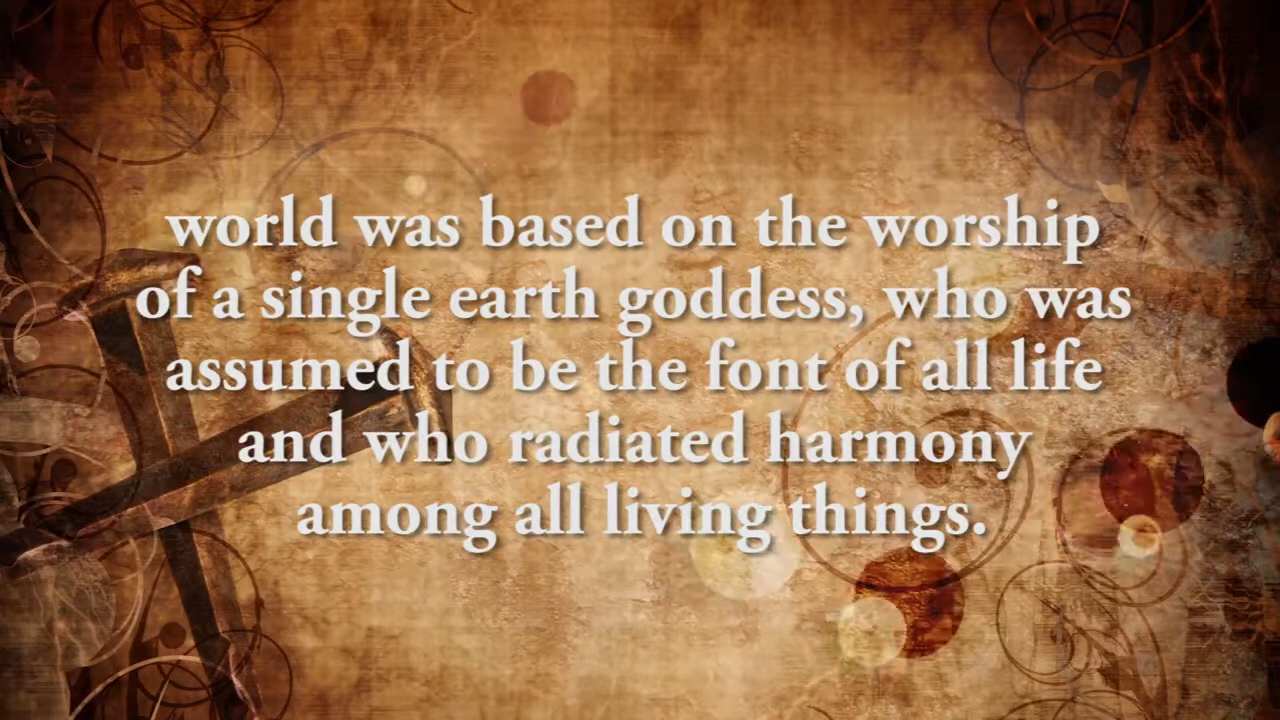 world was based on the worship
of a single earth goddess, who was
assumed to be the font of all life
and who radiated harmony
among all living things.